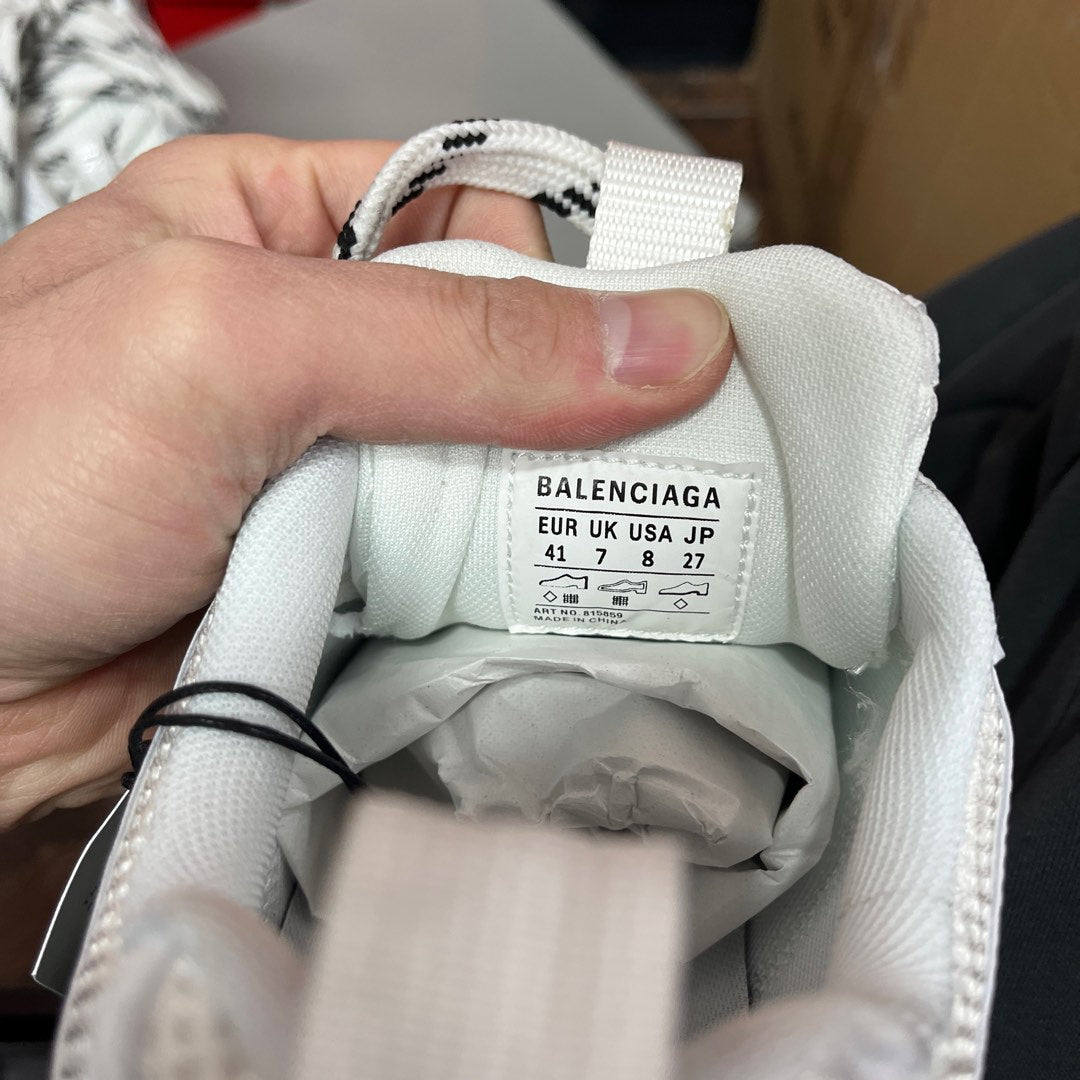 BALENCIAGA
EUR UK USA JP
41 7 8 27
ART NO. 815859
MADE IN CHINA